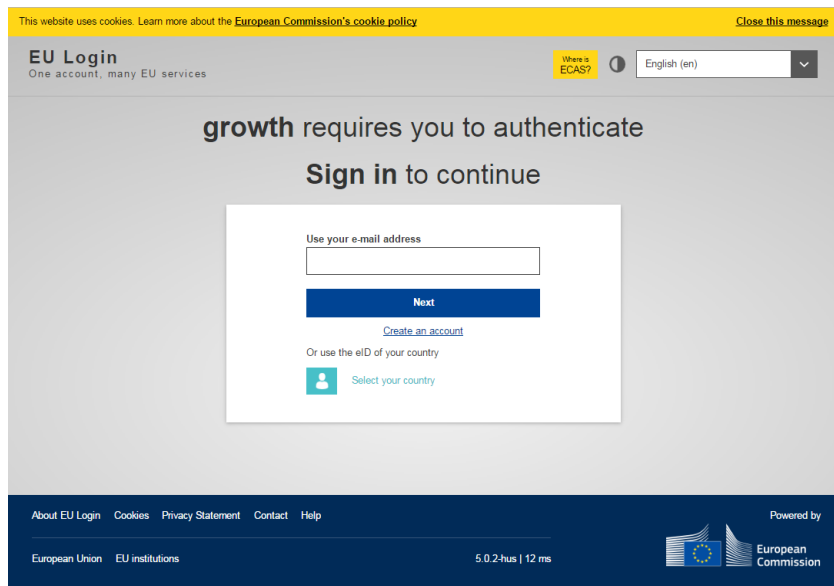 This website uses cookies. Learn more about the European Commission's cookie policy
Close this message
EU Login
One account, many EU services
Where is
ECAS?
English (en)
growth requires you to authenticate
Sign in to continue
Use your e-mail address
Next
Create an account
Or use the eID of your country
Select your country
About EU Login Cookies Privacy Statement Contact Help
Powered by
European Union EU institutions
5.0.2-hus | 12 ms
European
Commission